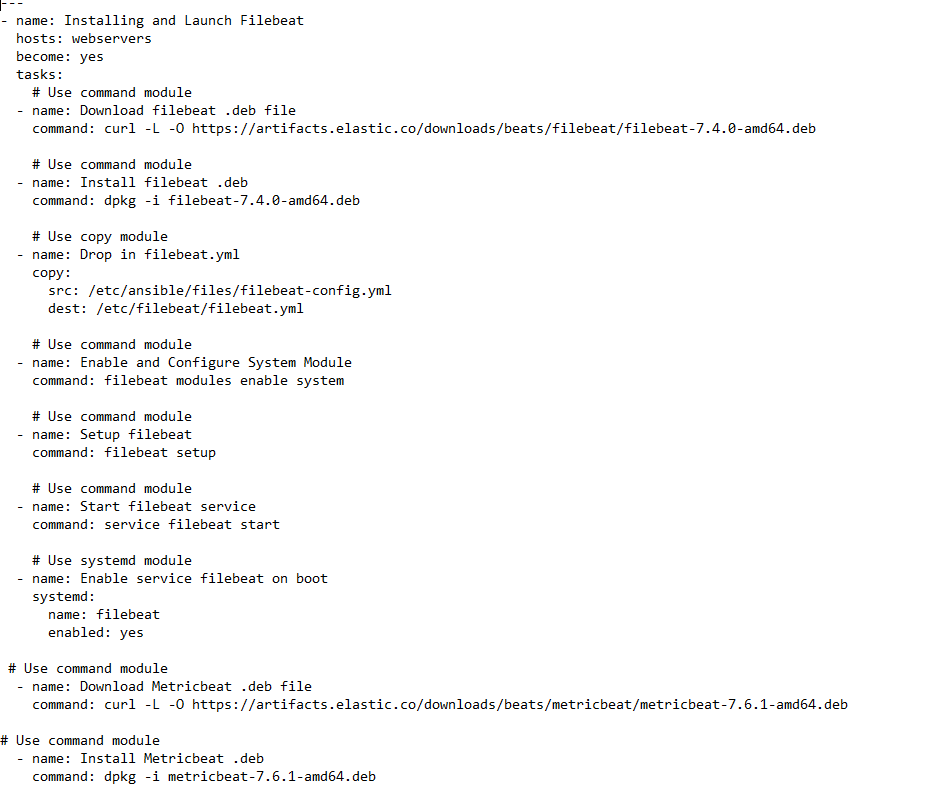 ---
- name: Installing and Launch Filebeat
  hosts: webservers
  become: yes
  tasks:
    # Use command module
  - name: Download filebeat .deb file
    command: curl -L -O https://artifacts.elastic.co/downloads/beats/filebeat/filebeat-7.4.0-amd64.deb

    # Use command module
  - name: Install filebeat .deb
    command: dpkg -i filebeat-7.4.0-amd64.deb

    # Use copy module
  - name: Drop in filebeat.yml
    copy:
      src: /etc/ansible/files/filebeat-config.yml
      dest: /etc/filebeat/filebeat.yml

    # Use command module
  - name: Enable and Configure System Module
    command: filebeat modules enable system

    # Use command module
  - name: Setup filebeat
    command: filebeat setup

    # Use command module
  - name: Start filebeat service
    command: service filebeat start

    # Use systemd module
  - name: Enable service filebeat on boot
    systemd:
      name: filebeat
      enabled: yes

 # Use command module
  - name: Download Metricbeat .deb file
    command: curl -L -O https://artifacts.elastic.co/downloads/beats/metricbeat/metricbeat-7.6.1-amd64.deb

# Use command module
  - name: Install Metricbeat .deb
    command: dpkg -i metricbeat-7.6.1-amd64.deb